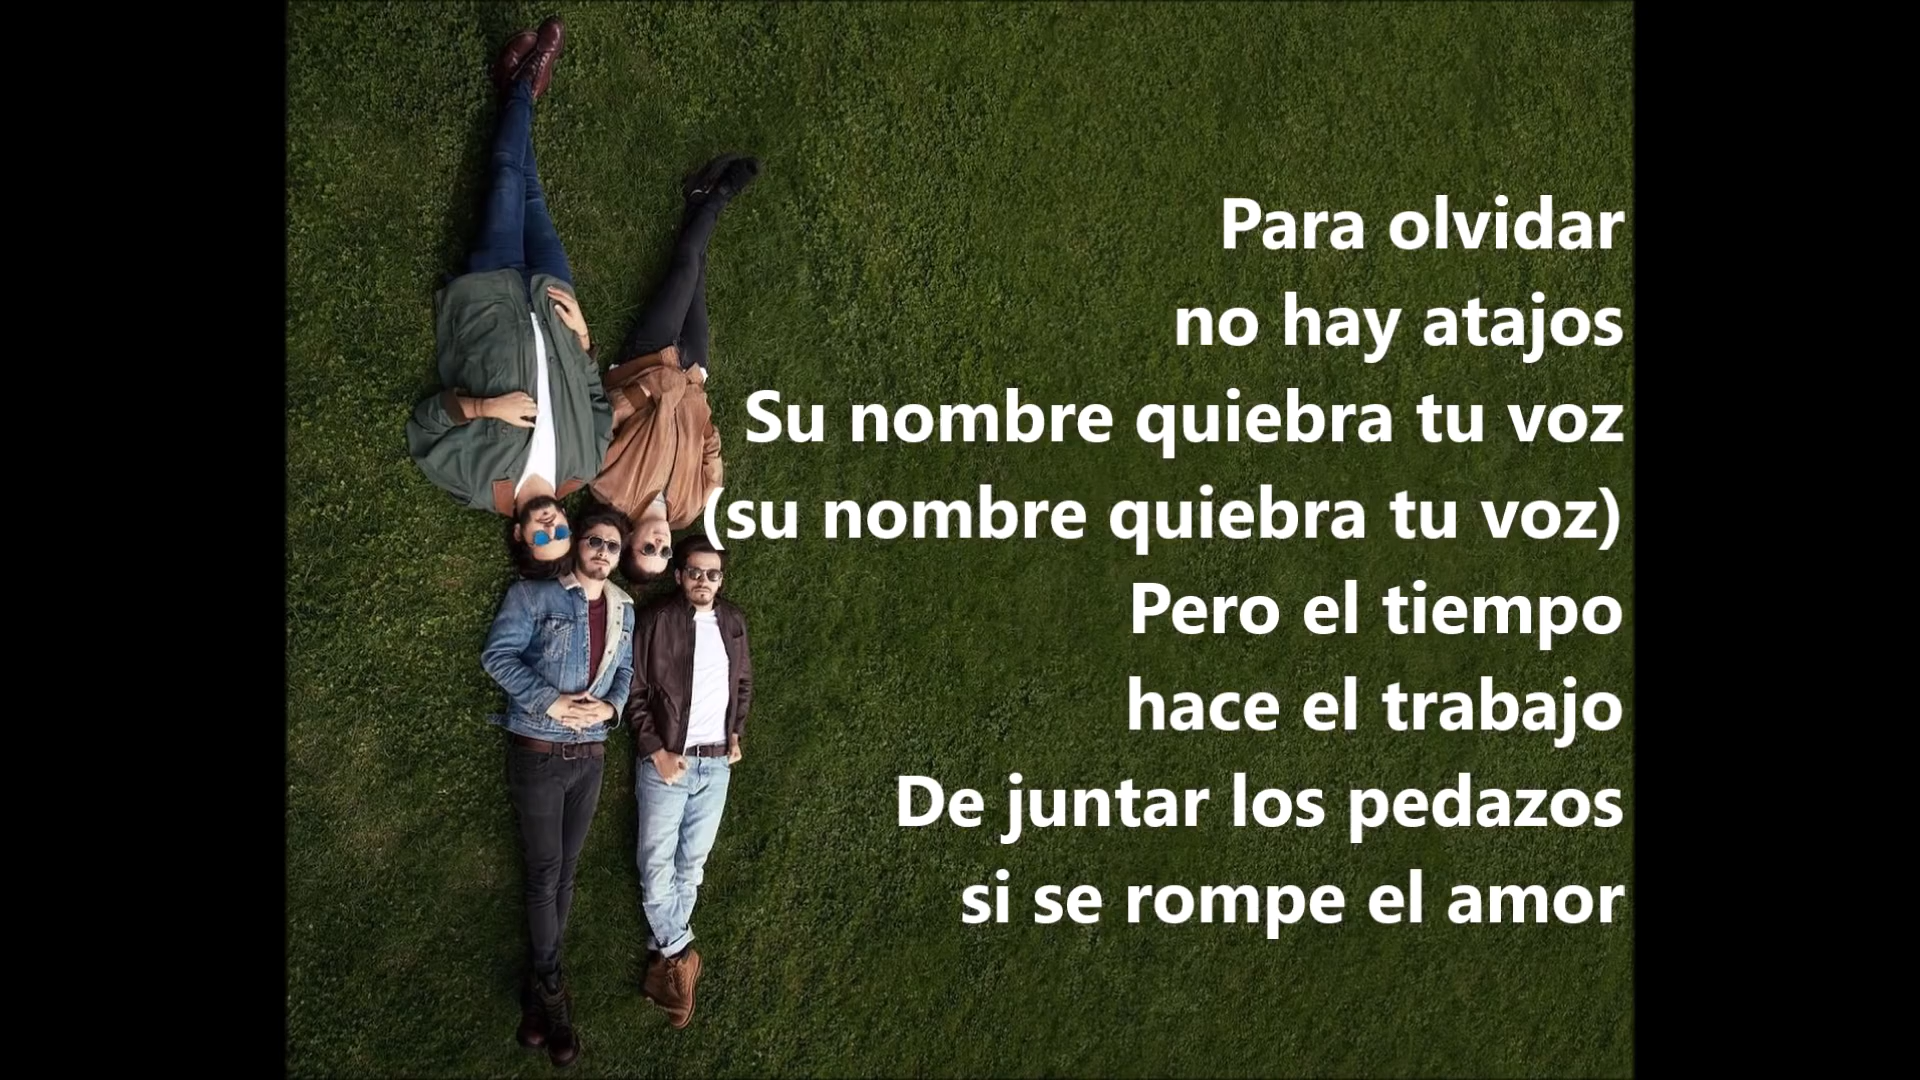 Para olvidar
no hay atajos
Su nombre quiebra tu voz
(su nombre quiebra tu voz)
Pero el tiempo
hace el trabajo
De juntar los pedazos
si se rompe el amor